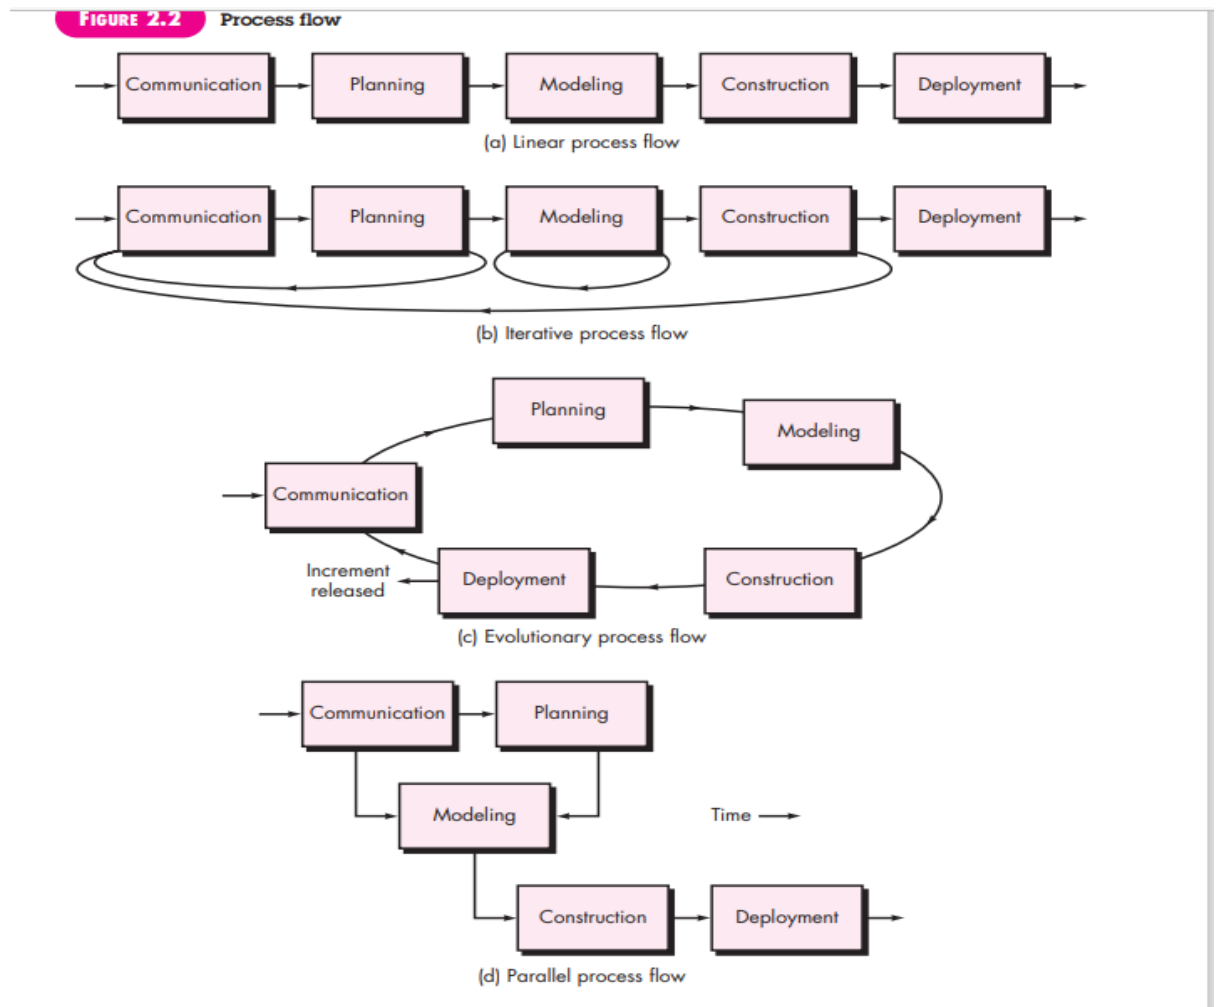 FIGURE 2.2 Process flow
Communication Planning Modeling Construction Deployment
(a) Linear process flow
Communication Planning Modeling Construction Deployment
(b) Iterative process flow
Planning
Modeling
Communication
Increment
released
Deployment
Construction
(c) Evolutionary process flow
Communication Planning
Modeling
Time
Construction Deployment
(d) Parallel process flow